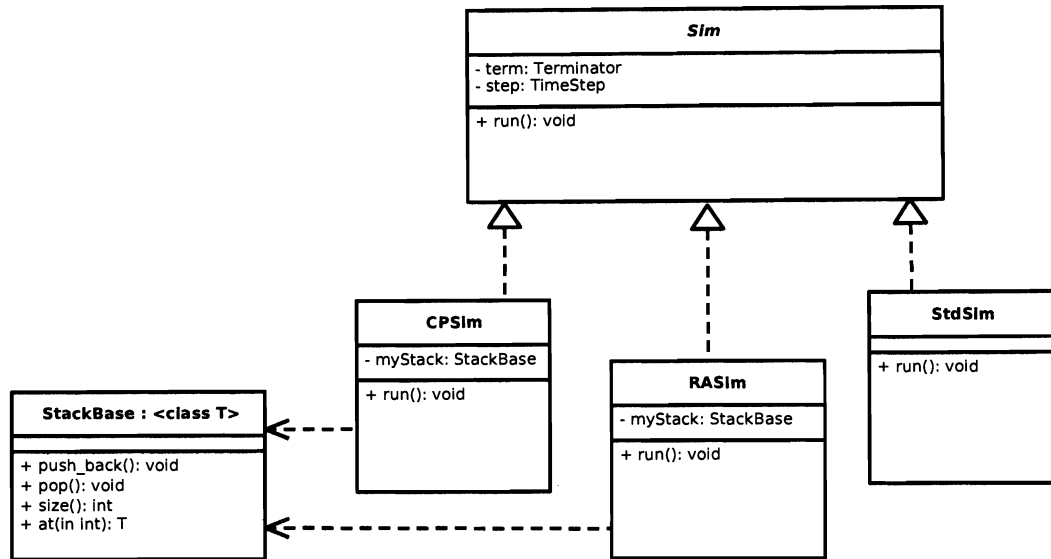 Sim
- term: Terminator
- step: TimeStep
+ run(): void
CPSim
- myStack: StackBase
+ run(): void
RASim
- myStack: StackBase
+ run(): void
StdSim
+ run(): void
StackBase : <class T>
+ push_back(): void
+ pop(): void
+ size(): int
+ at(in int): T